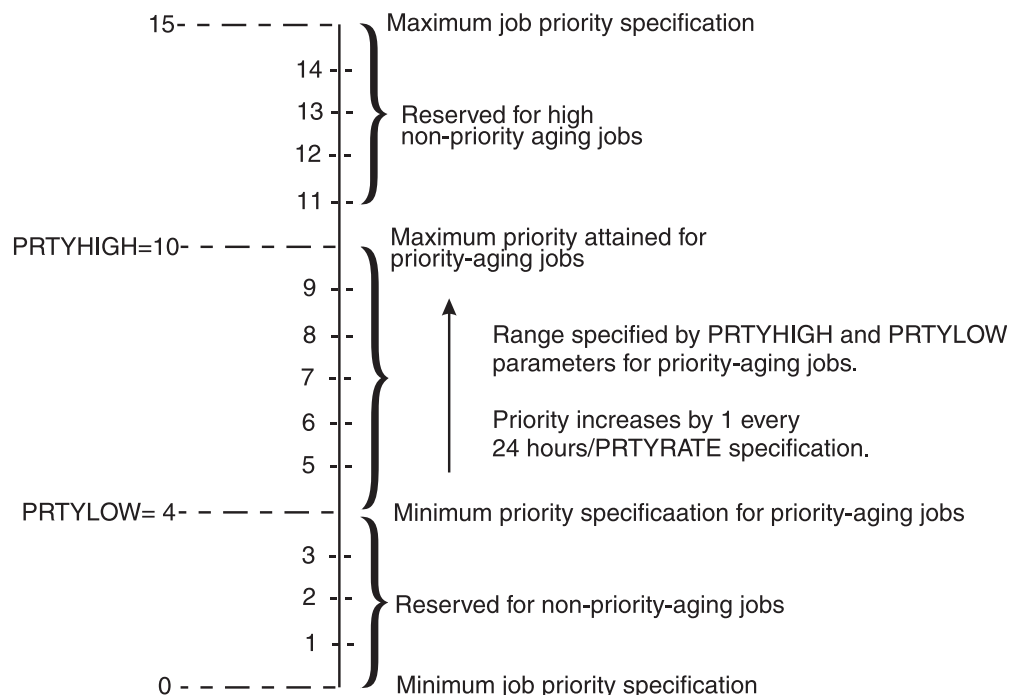 15 Maximum job priority specification
14
13 Reserved for high
non-priority aging jobs
12
11
PRTYHIGH=10 Maximum priority attained for
priority-aging jobs
9
8 Range specified by PRTYHIGH and PRTYLOW
parameters for priority-aging jobs.
7
6 Priority increases by 1 every
24 hours/PRTYRATE specification.
5
PRTYLOW= 4 Minimum priority specificaation for priority-aging jobs
3
2 Reserved for non-priority-aging jobs
1
0 Minimum job priority specification